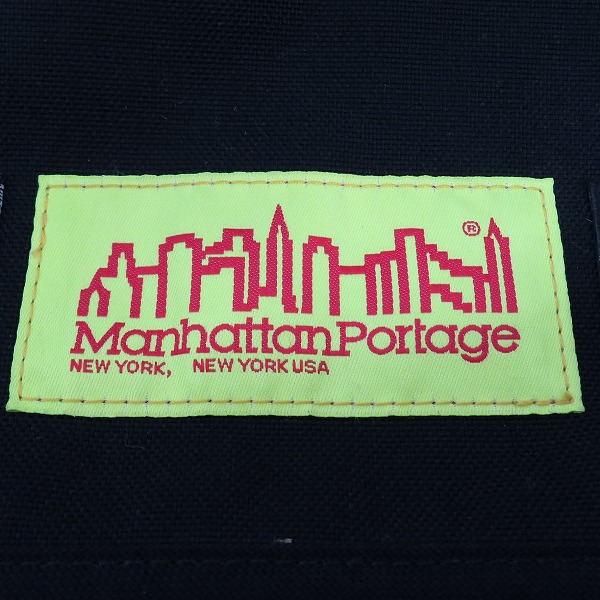 ®
ManhattanPortage
NEW YORK, NEW YORK USA